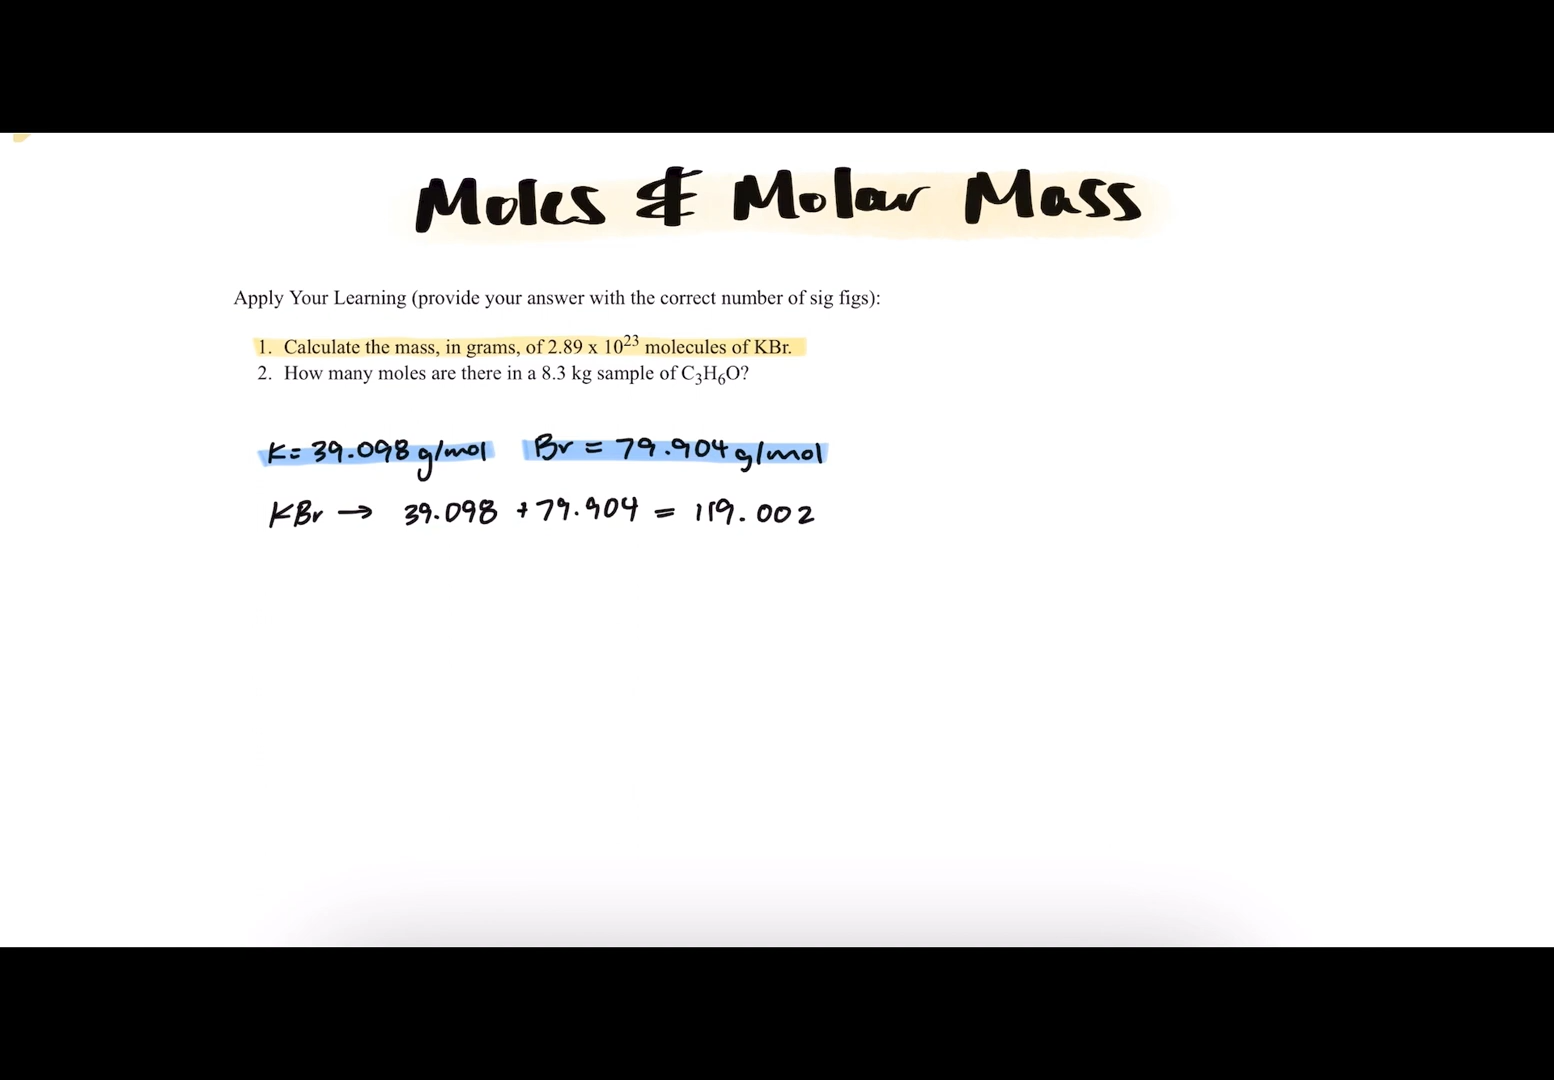 Moles & Molar Mass
Apply Your Learning (provide your answer with the correct number of sig figs):
1. Calculate the mass, in grams, of 2.89 x 10²³ molecules of KBr.
2. How many moles are there in a 8.3 kg sample of C₃H₆O?
K = 39.098 g/mol Br = 79.904 g/mol
KBr → 39.098 + 79.904 = 119.002